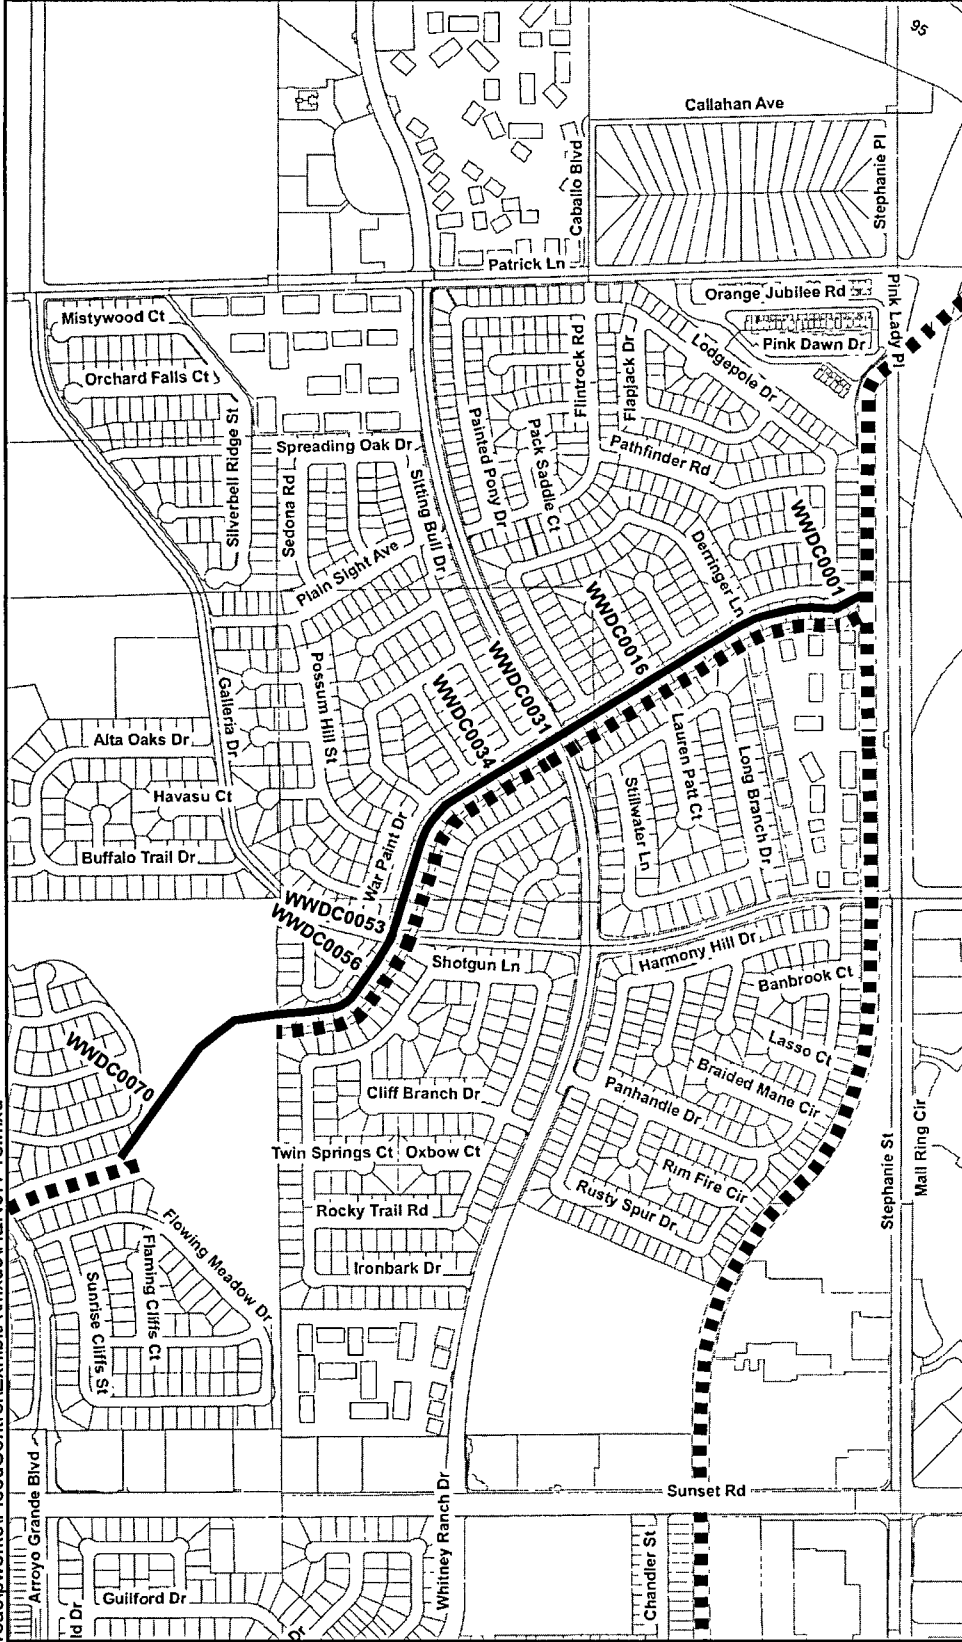 95
Callahan Ave
Caballo Blvd
Stephanie Pl
Patrick Ln
Orange Jubilee Rd
Pink Lady Pl
Mistywood Ct
Pink Dawn Dr
Orchard Falls Ct
Lodgepole Dr
Flintrock Rd
Flapjack Dr
Silverbell Ridge St
Spreading Oak Dr
Painted Pony Dr
Pack Saddle Ct
Pathfinder Rd
Sedona Rd
Sitting Bull Dr
WWDC0001
Plain Sight Ave
Derringer Ln
WWDC0016
WWDC0031
WWDC0034
Possum Hill St
Galleria Dr
Alta Oaks Dr
Lauren Patt Ct
Long Branch Dr
Stillwater Ln
Havasu Ct
War Paint Dr
Buffalo Trail Dr
WWDC0053
WWDC0056
Shotgun Ln
Harmony Hill Dr
Banbrook Ct
Lasso Ct
WWDC0070
Braided Mane Cir
Cliff Branch Dr
Panhandle Dr
Mall Ring Cir
Stephanie St
Twin Springs Ct
Oxbow Ct
Rim Fire Cir
Rusty Spur Dr
Rocky Trail Rd
Flowing Meadow Dr
Ironbark Dr
Flaming Cliffs Ct
Sunrise Cliffs St
Arroyo Grande Blvd
Whitney Ranch Dr
Sunset Rd
Chandler St
Guilford Dr
ld Dr
Dr